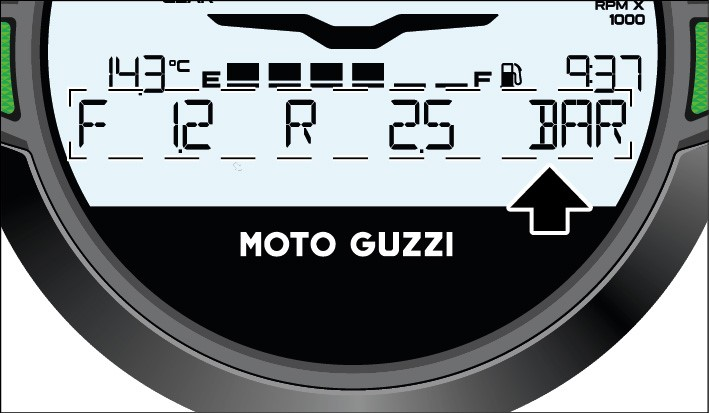 RPM X
1000
14.3°C E F 9:37
F 1.2 R 2.5 BAR
MOTO GUZZI